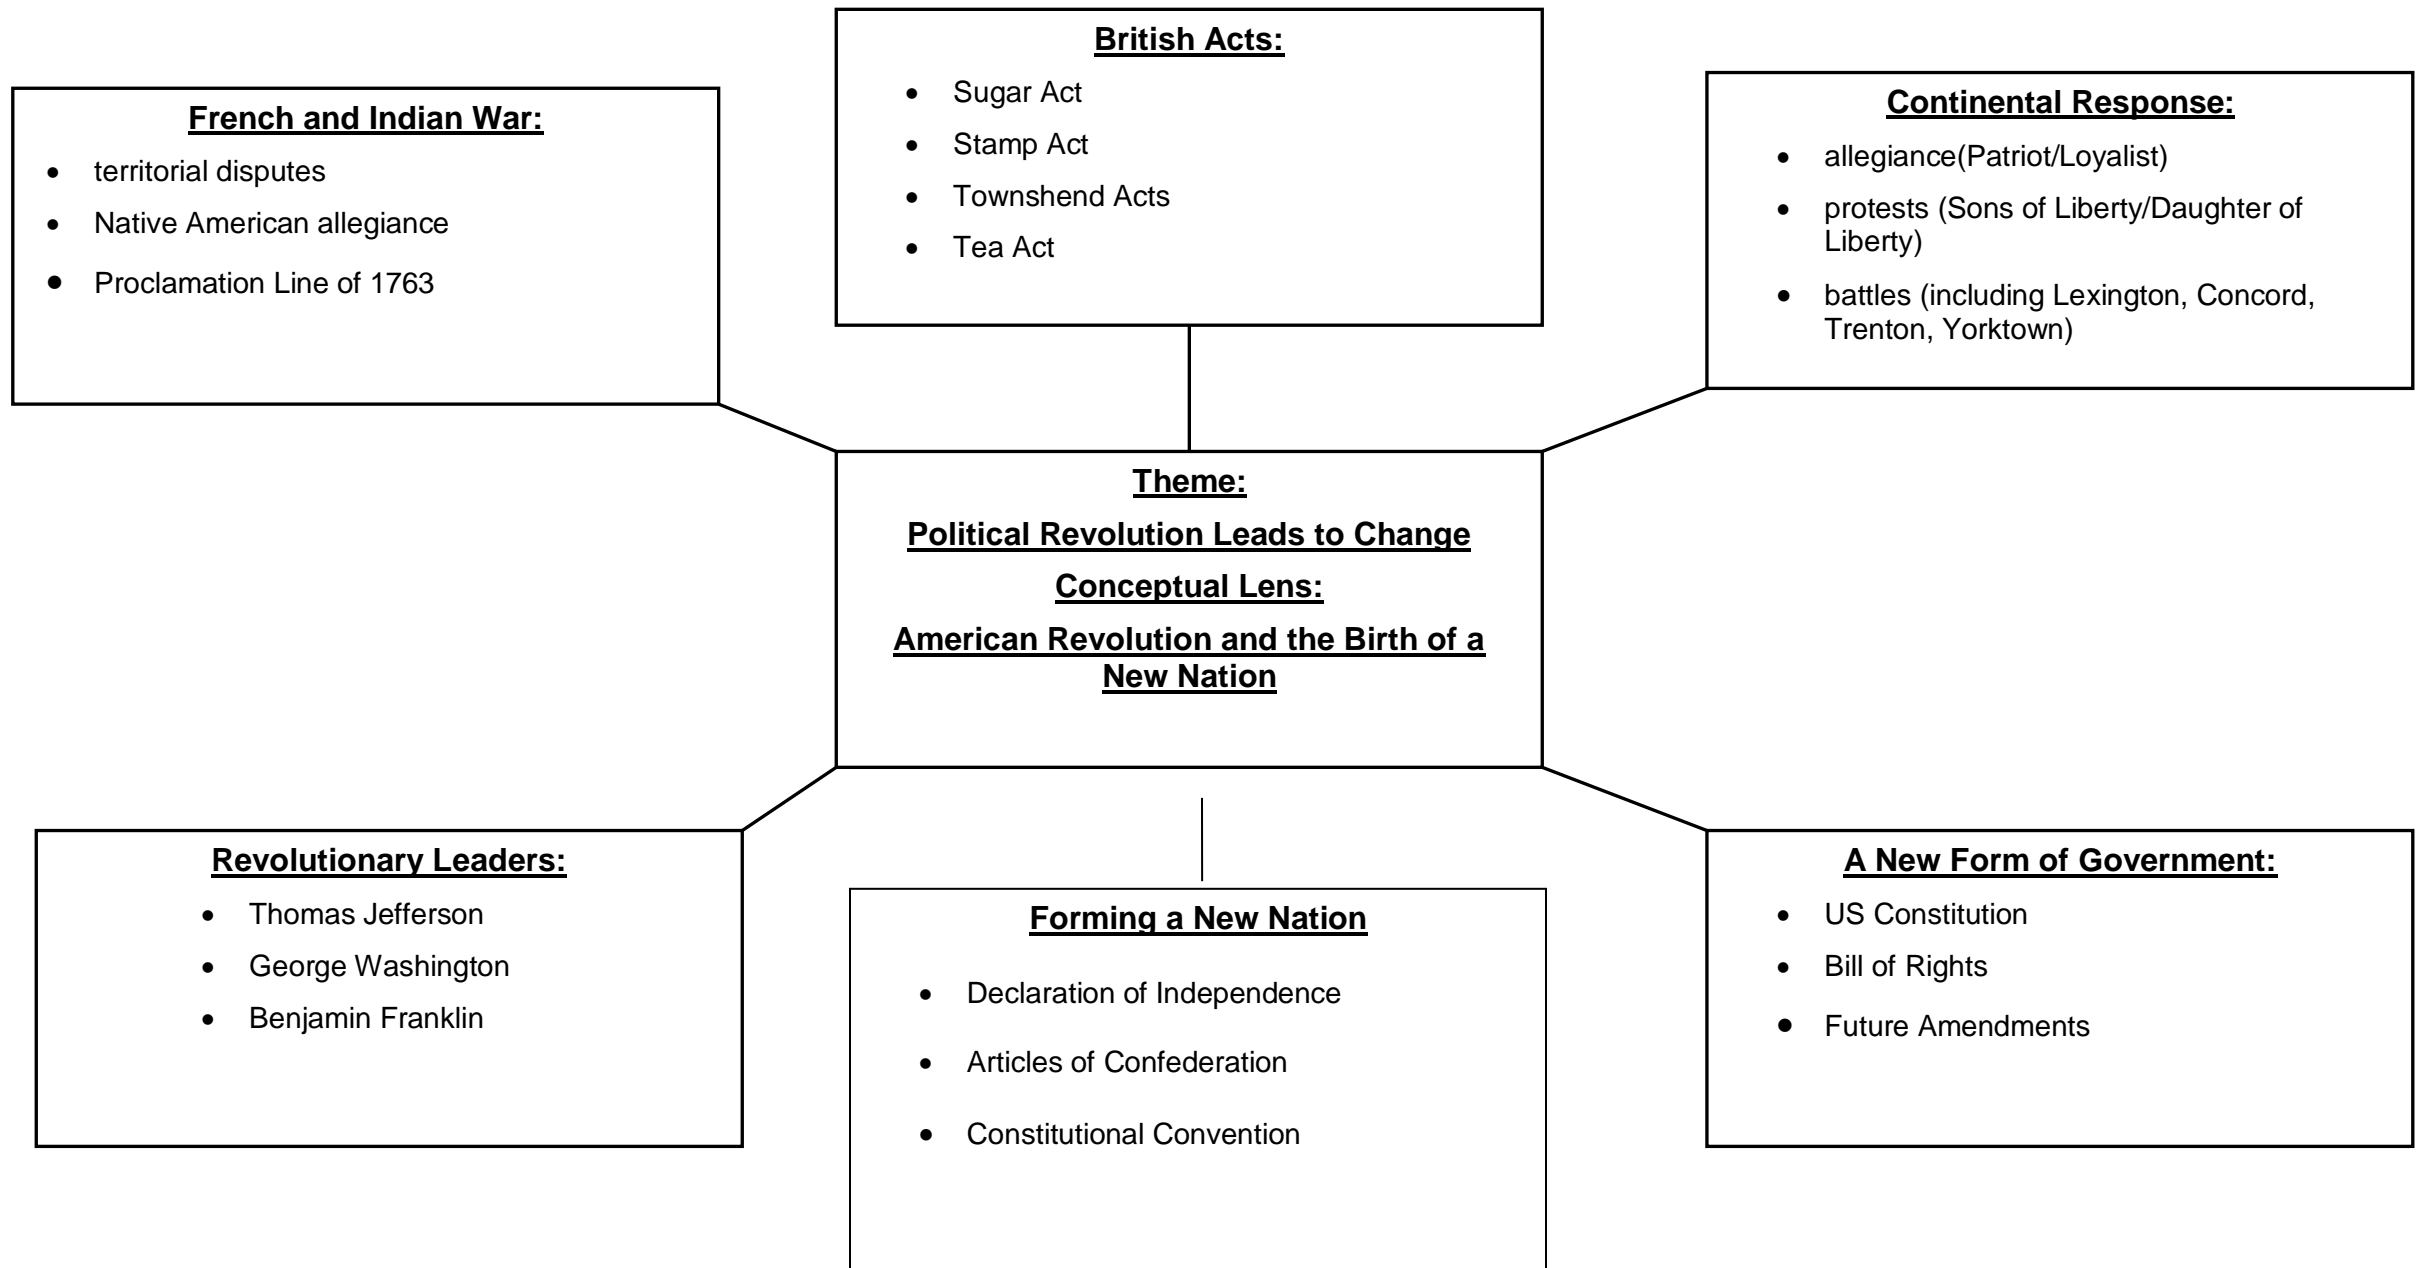 British Acts:
• Sugar Act
• Stamp Act
• Townshend Acts
• Tea Act
French and Indian War:
• territorial disputes
• Native American allegiance
• Proclamation Line of 1763
Continental Response:
• allegiance(Patriot/Loyalist)
• protests (Sons of Liberty/Daughter of
Liberty)
• battles (including Lexington, Concord,
Trenton, Yorktown)
Theme:
Political Revolution Leads to Change
Conceptual Lens:
American Revolution and the Birth of a
New Nation
Revolutionary Leaders:
• Thomas Jefferson
• George Washington
• Benjamin Franklin
Forming a New Nation
• Declaration of Independence
• Articles of Confederation
• Constitutional Convention
A New Form of Government:
• US Constitution
• Bill of Rights
• Future Amendments